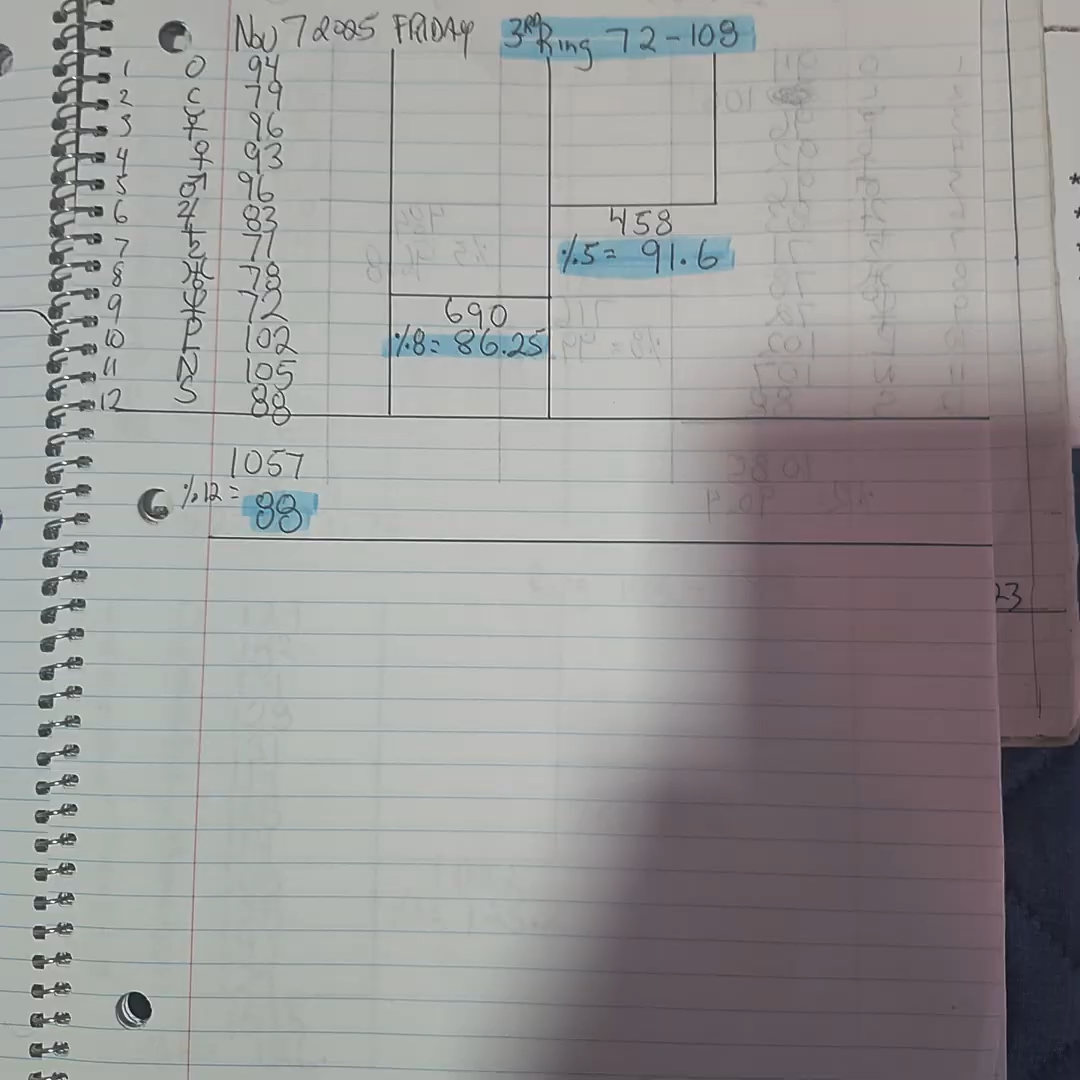 Nov 7 2025 FRIDAY 3RD Ring 72-108
1 ☉ 94
2 ☾ 79
3 ☿ 96
4 ♀ 93
5 ♂ 96
6 ♃ 83
7 ♄ 71
8 ♅ 78
9 ♆ 72
10 P 102
11 N 105
12 S 88
458
%5= 91.6
690
%8= 86.25
1057
%12= 88
23